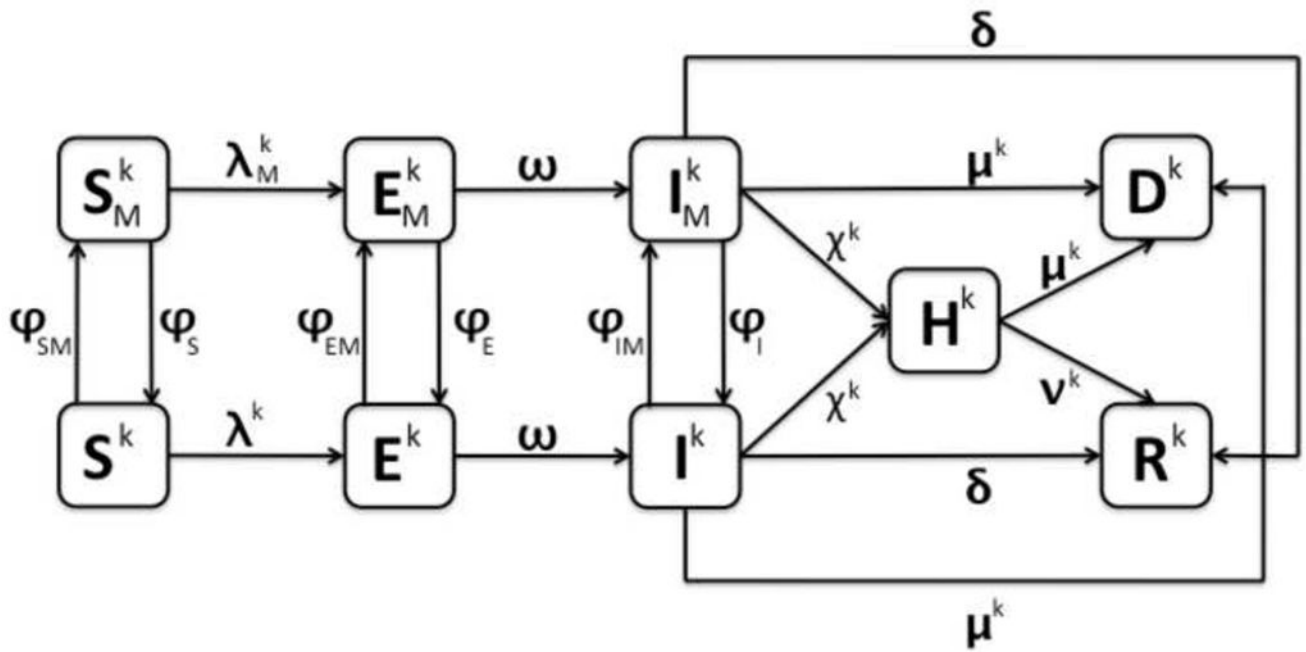 δ
S^k_M λ^k_M E^k_M ω I^k_M μ^k D^k
χ^k μ^k
φ_SM φ_S φ_EM φ_E φ_IM φ_I H^k
χ^k ν^k
S^k λ^k E^k ω I^k δ R^k
μ^k